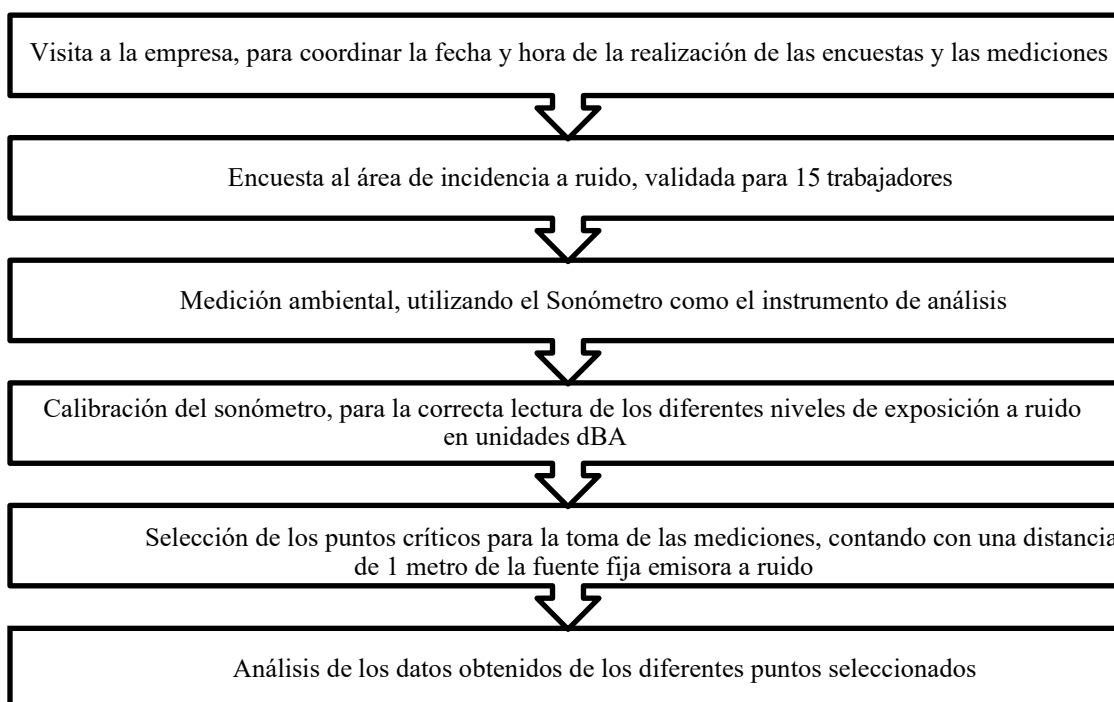 Visita a la empresa, para coordinar la fecha y hora de la realización de las encuestas y las mediciones
Encuesta al área de incidencia a ruido, validada para 15 trabajadores
Medición ambiental, utilizando el Sonómetro como el instrumento de análisis
Calibración del sonómetro, para la correcta lectura de los diferentes niveles de exposición a ruido
en unidades dBA
Selección de los puntos críticos para la toma de las mediciones, contando con una distancia
de 1 metro de la fuente fija emisora a ruido
Análisis de los datos obtenidos de los diferentes puntos seleccionados